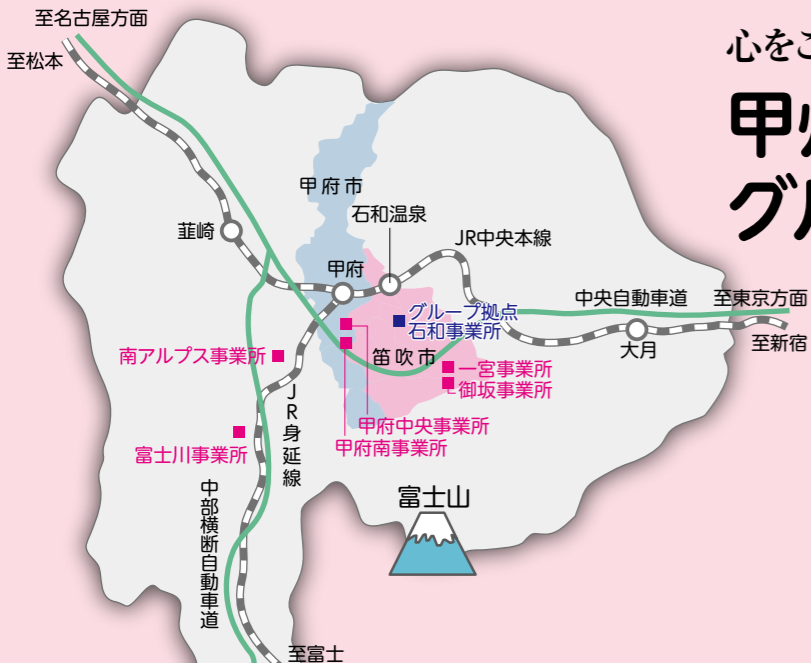 至名古屋方面
至松本
心をこ
甲州
グル
甲府市
石和温泉
韮崎
JR中央本線
甲府
中央自動車道
至東京方面
グループ拠点
石和事業所
至新宿
大月
笛吹市
南アルプス事業所
一宮事業所
御坂事業所
JR身延線
甲府中央事業所
甲府南事業所
富士川事業所
富士山
中部横断自動車道
至富士